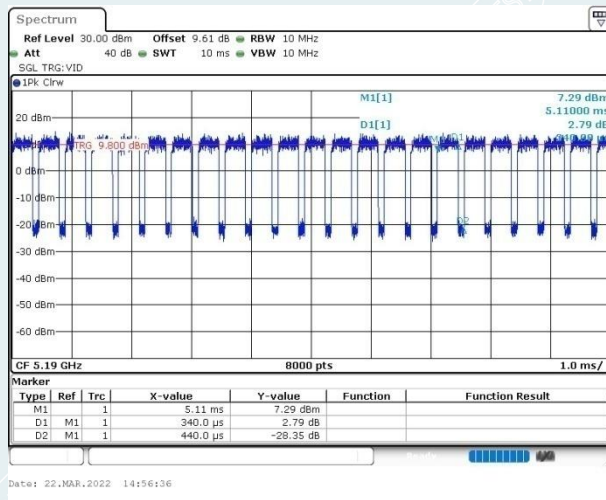 Spectrum
Ref Level 30.00 dBm Offset 9.61 dB RBW 10 MHz
Att 40 dB SWT 10 ms VBW 10 MHz
SGL TRG:VID
1Pk Clrw
M1[1] 7.29 dBm
5.11000 ms
20 dBm
D1[1] 2.79 dB
TRG 9.800 dBm
D1
0 dBm
-10 dBm
-20 dBm
D2
-30 dBm
-40 dBm
-50 dBm
-60 dBm
CF 5.19 GHz 8000 pts 1.0 ms/
Marker
Type Ref Trc X-value Y-value Function Function Result
M1 1 5.11 ms 7.29 dBm
D1 M1 1 340.0 µs 2.79 dB
D2 M1 1 440.0 µs -28.35 dB
Date: 22.MAR.2022 14:56:36